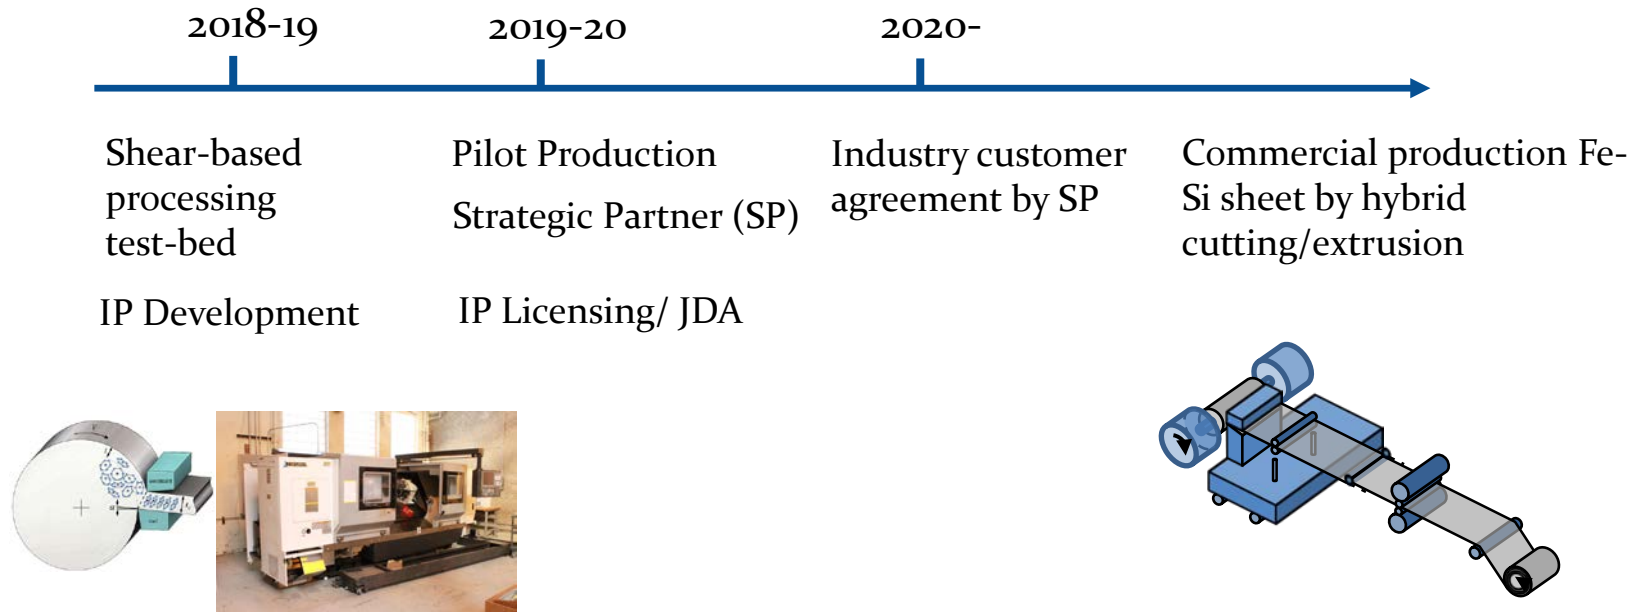 2018-19
2019-20
2020-
Shear-based
processing
test-bed
IP Development
Pilot Production
Strategic Partner (SP)
IP Licensing/ JDA
Industry customer
agreement by SP
Commercial production Fe-
Si sheet by hybrid
cutting/extrusion